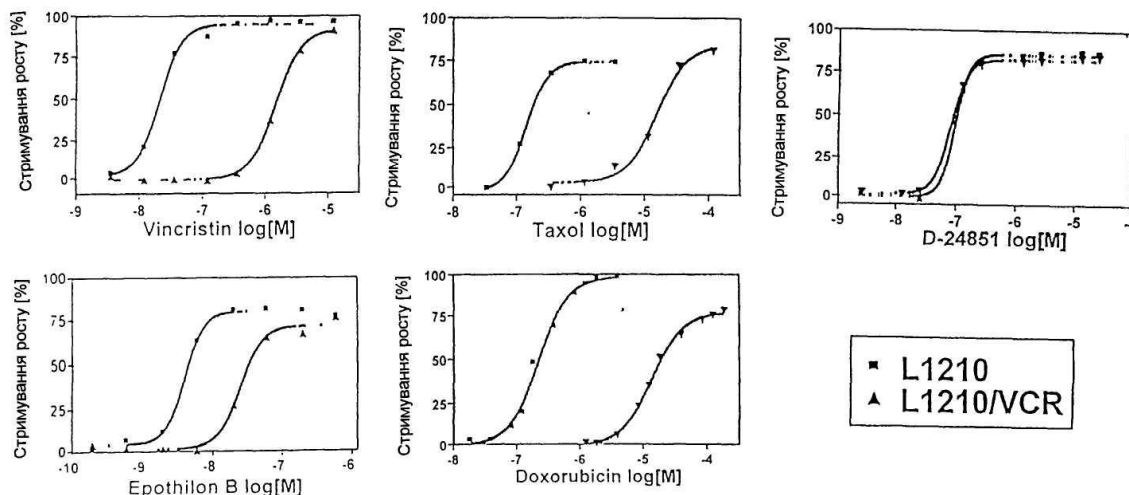 Стримування росту [%]
100
75
50
25
0
-9 -8 -7 -6 -5
Vincristin log[M]
Стримування росту [%]
100
75
50
25
0
-8 -7 -6 -5 -4
Taxol log[M]
Стримування росту [%]
100
75
50
25
0
-9 -8 -7 -6 -5 -4
D-24851 log[M]
Стримування росту [%]
100
75
50
25
0
-10 -9 -8 -7 -6
Epothilon B log[M]
Стримування росту [%]
100
75
50
25
0
-8 -7 -6 -5 -4
Doxorubicin log[M]
L1210
L1210/VCR